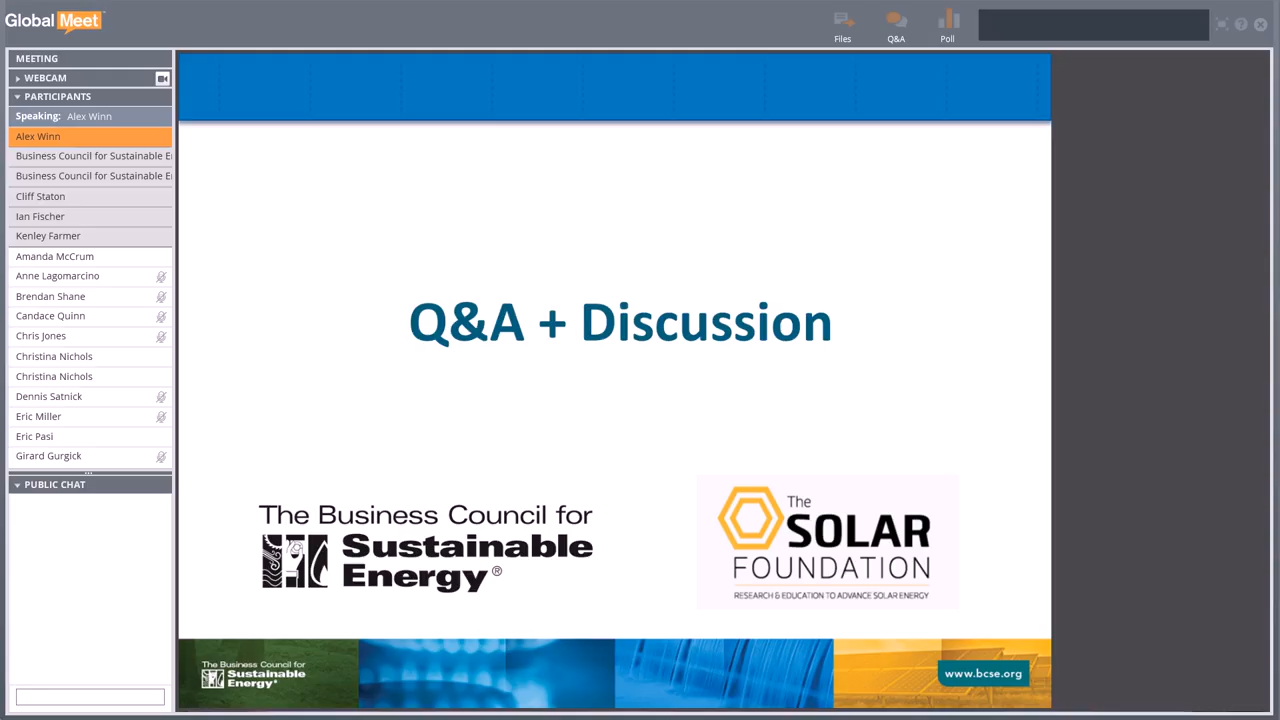 Global Meet
Files
Q&A
Poll
MEETING
WEBCAM
PARTICIPANTS
Speaking: Alex Winn
Alex Winn
Business Council for Sustainable
Business Council for Sustainable
Cliff Staton
Ian Fischer
Kenley Farmer
Amanda McCrum
Anne Lagomarcino
Brendan Shane
Candace Quinn
Chris Jones
Christina Nichols
Christina Nichols
Dennis Satnick
Eric Miller
Eric Pasi
Girard Gurgick
PUBLIC CHAT
Q&A + Discussion
The Business Council for
Sustainable
Energy®
The
SOLAR
FOUNDATION
RESEARCH & EDUCATION TO ADVANCE SOLAR ENERGY
The Business Council for
Sustainable
Energy®
www.bcse.org